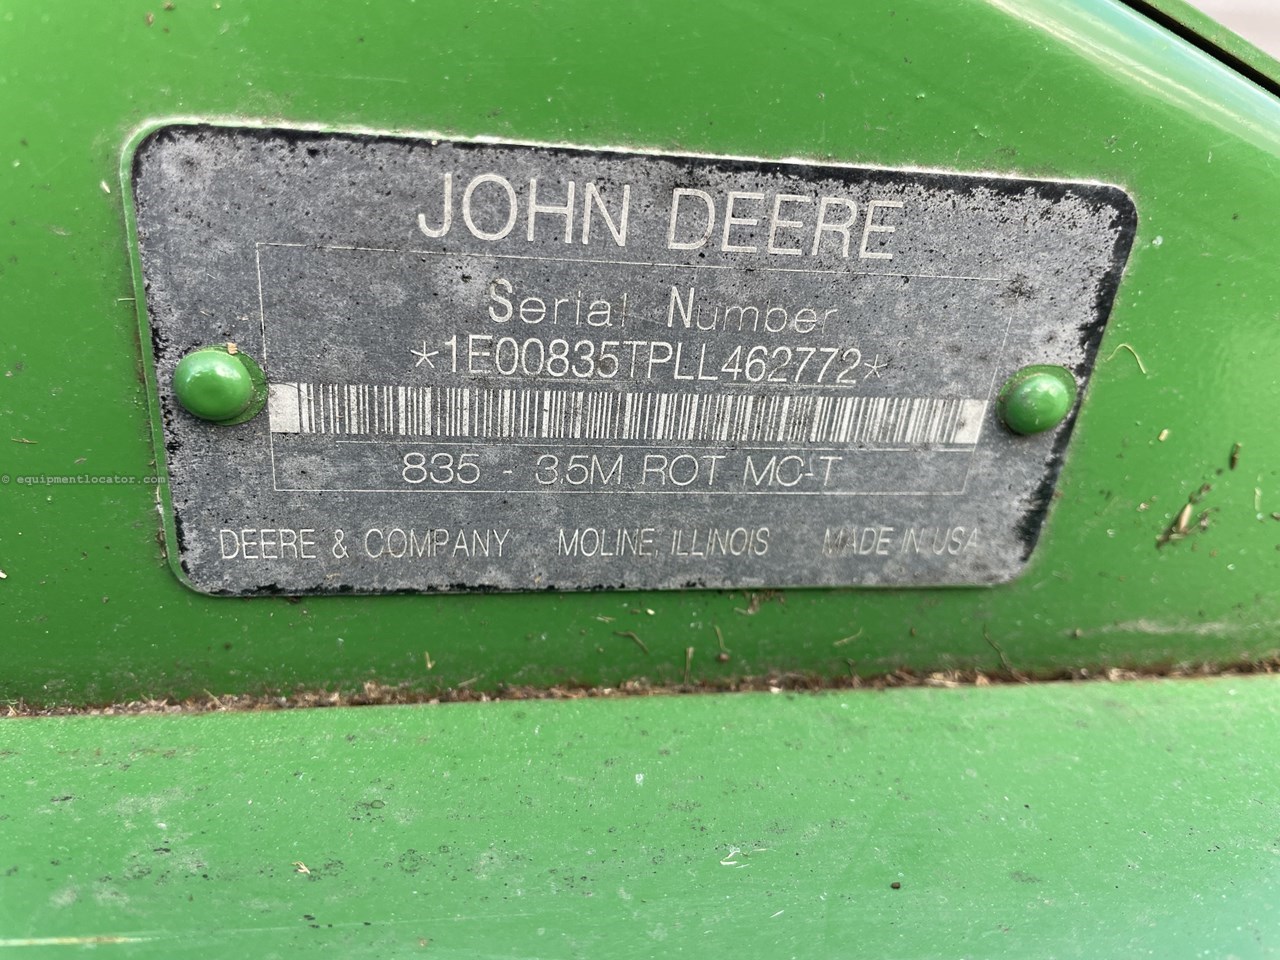 JOHN DEERE
Serial Number
*1E00835TPLL462772*
835 - 3.5M ROT MC-T
DEERE & COMPANY MOLINE, ILLINOIS MADE IN USA
© equipmentlocator.com